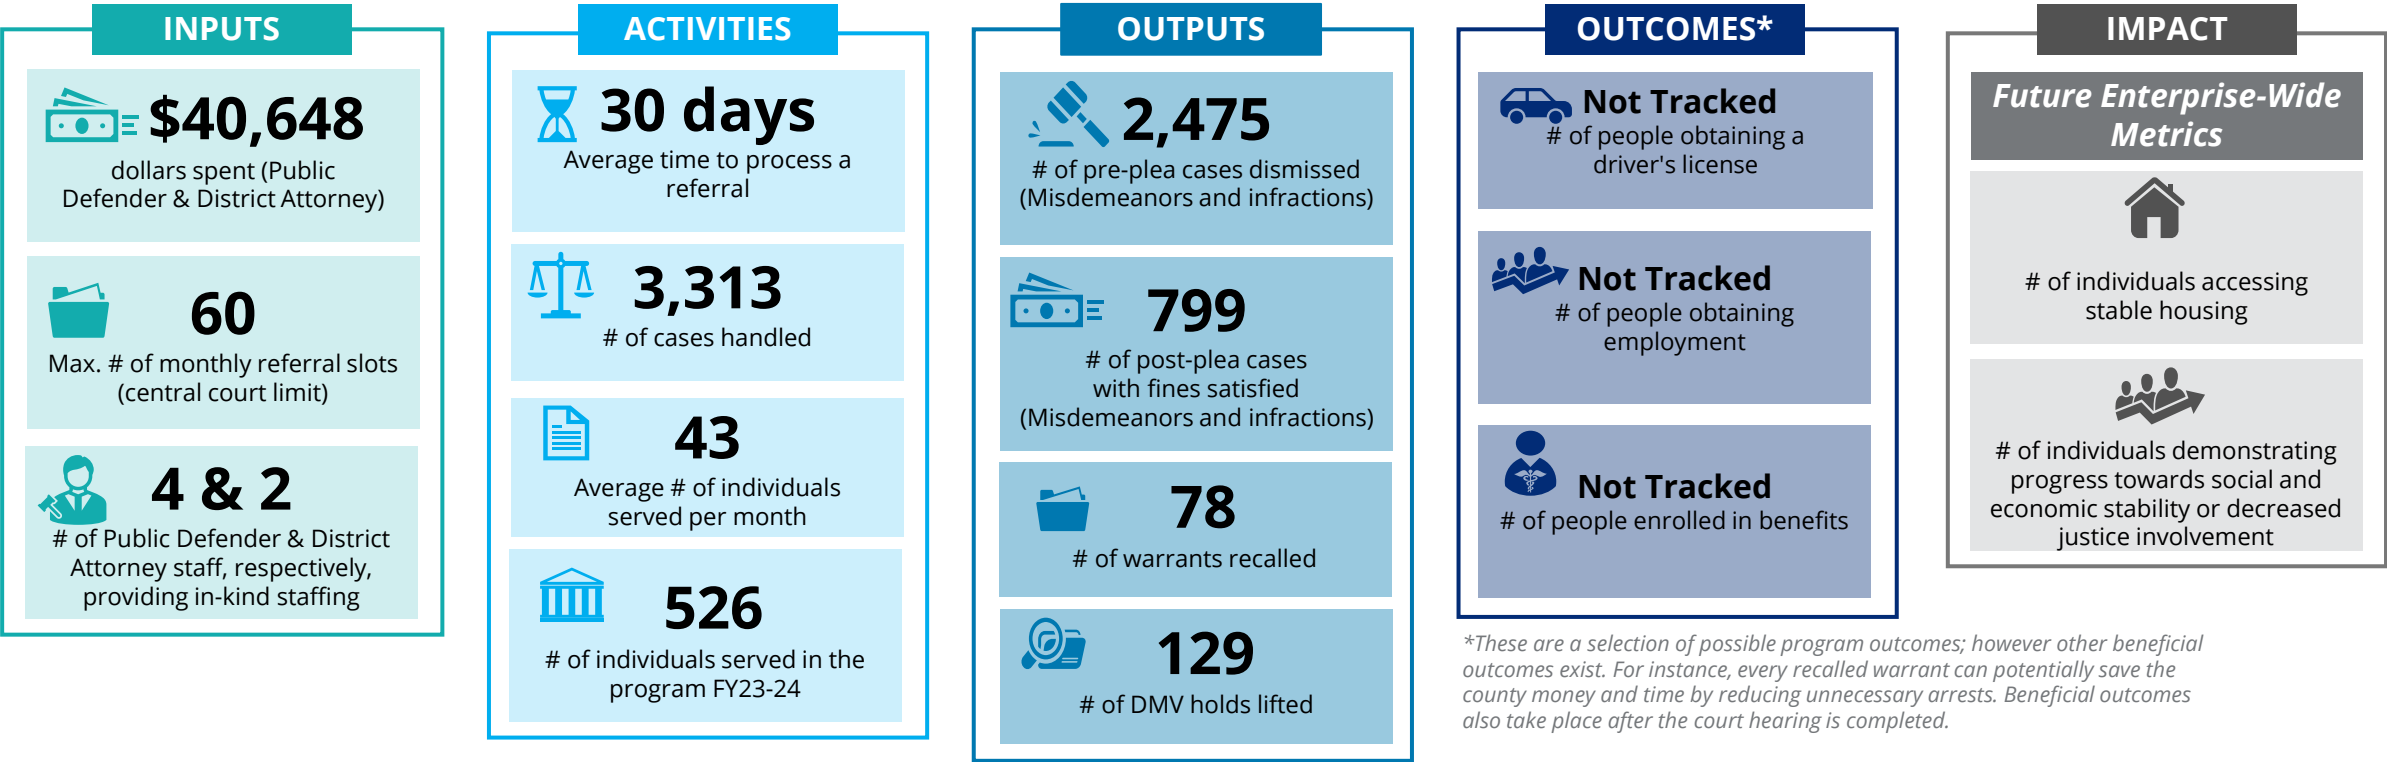 INPUTS
$40,648
dollars spent (Public
Defender & District Attorney)
60
Max. # of monthly referral slots
(central court limit)
4 & 2
# of Public Defender & District
Attorney staff, respectively,
providing in-kind staffing
ACTIVITIES
30 days
Average time to process a
referral
3,313
# of cases handled
43
Average # of individuals
served per month
526
# of individuals served in the
program FY23-24
OUTPUTS
2,475
# of pre-plea cases dismissed
(Misdemeanors and infractions)
799
# of post-plea cases
with fines satisfied
(Misdemeanors and infractions)
78
# of warrants recalled
129
# of DMV holds lifted
OUTCOMES*
Not Tracked
# of people obtaining a
driver's license
Not Tracked
# of people obtaining
employment
Not Tracked
# of people enrolled in benefits
*These are a selection of possible program outcomes; however other beneficial
outcomes exist. For instance, every recalled warrant can potentially save the
county money and time by reducing unnecessary arrests. Beneficial outcomes
also take place after the court hearing is completed.
IMPACT
Future Enterprise-Wide
Metrics
# of individuals accessing
stable housing
# of individuals demonstrating
progress towards social and
economic stability or decreased
justice involvement